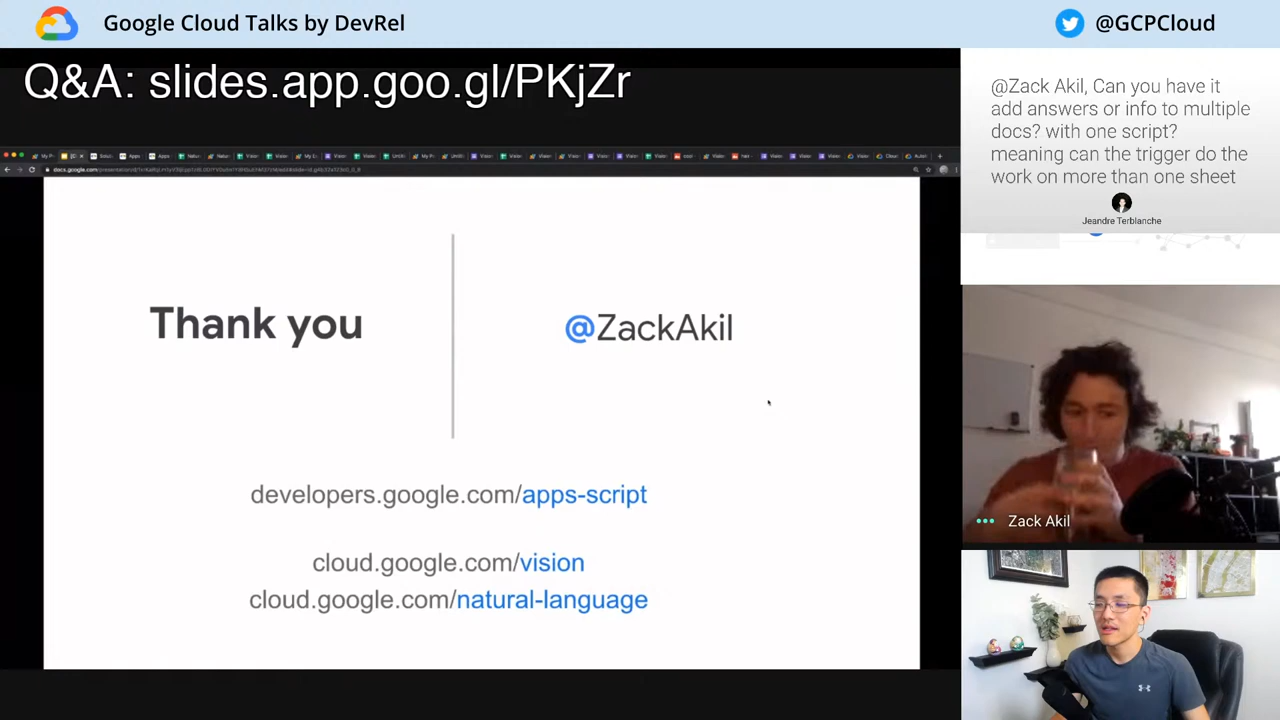 Google Cloud Talks by DevRel
@GCPCloud
Q&A: slides.app.goo.gl/PKjZr
@Zack Akil, Can you have it
add answers or info to multiple
docs? with one script?
meaning can the trigger do the
work on more than one sheet
Jeandre Terblanche
Thank you
@ZackAkil
developers.google.com/apps-script
cloud.google.com/vision
cloud.google.com/natural-language
Zack Akil